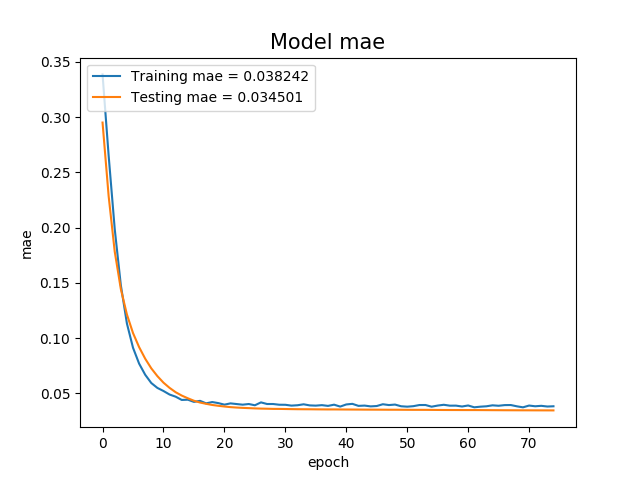 Model mae
Training mae = 0.038242
Testing mae = 0.034501
mae
0.35
0.30
0.25
0.20
0.15
0.10
0.05
0 10 20 30 40 50 60 70
epoch